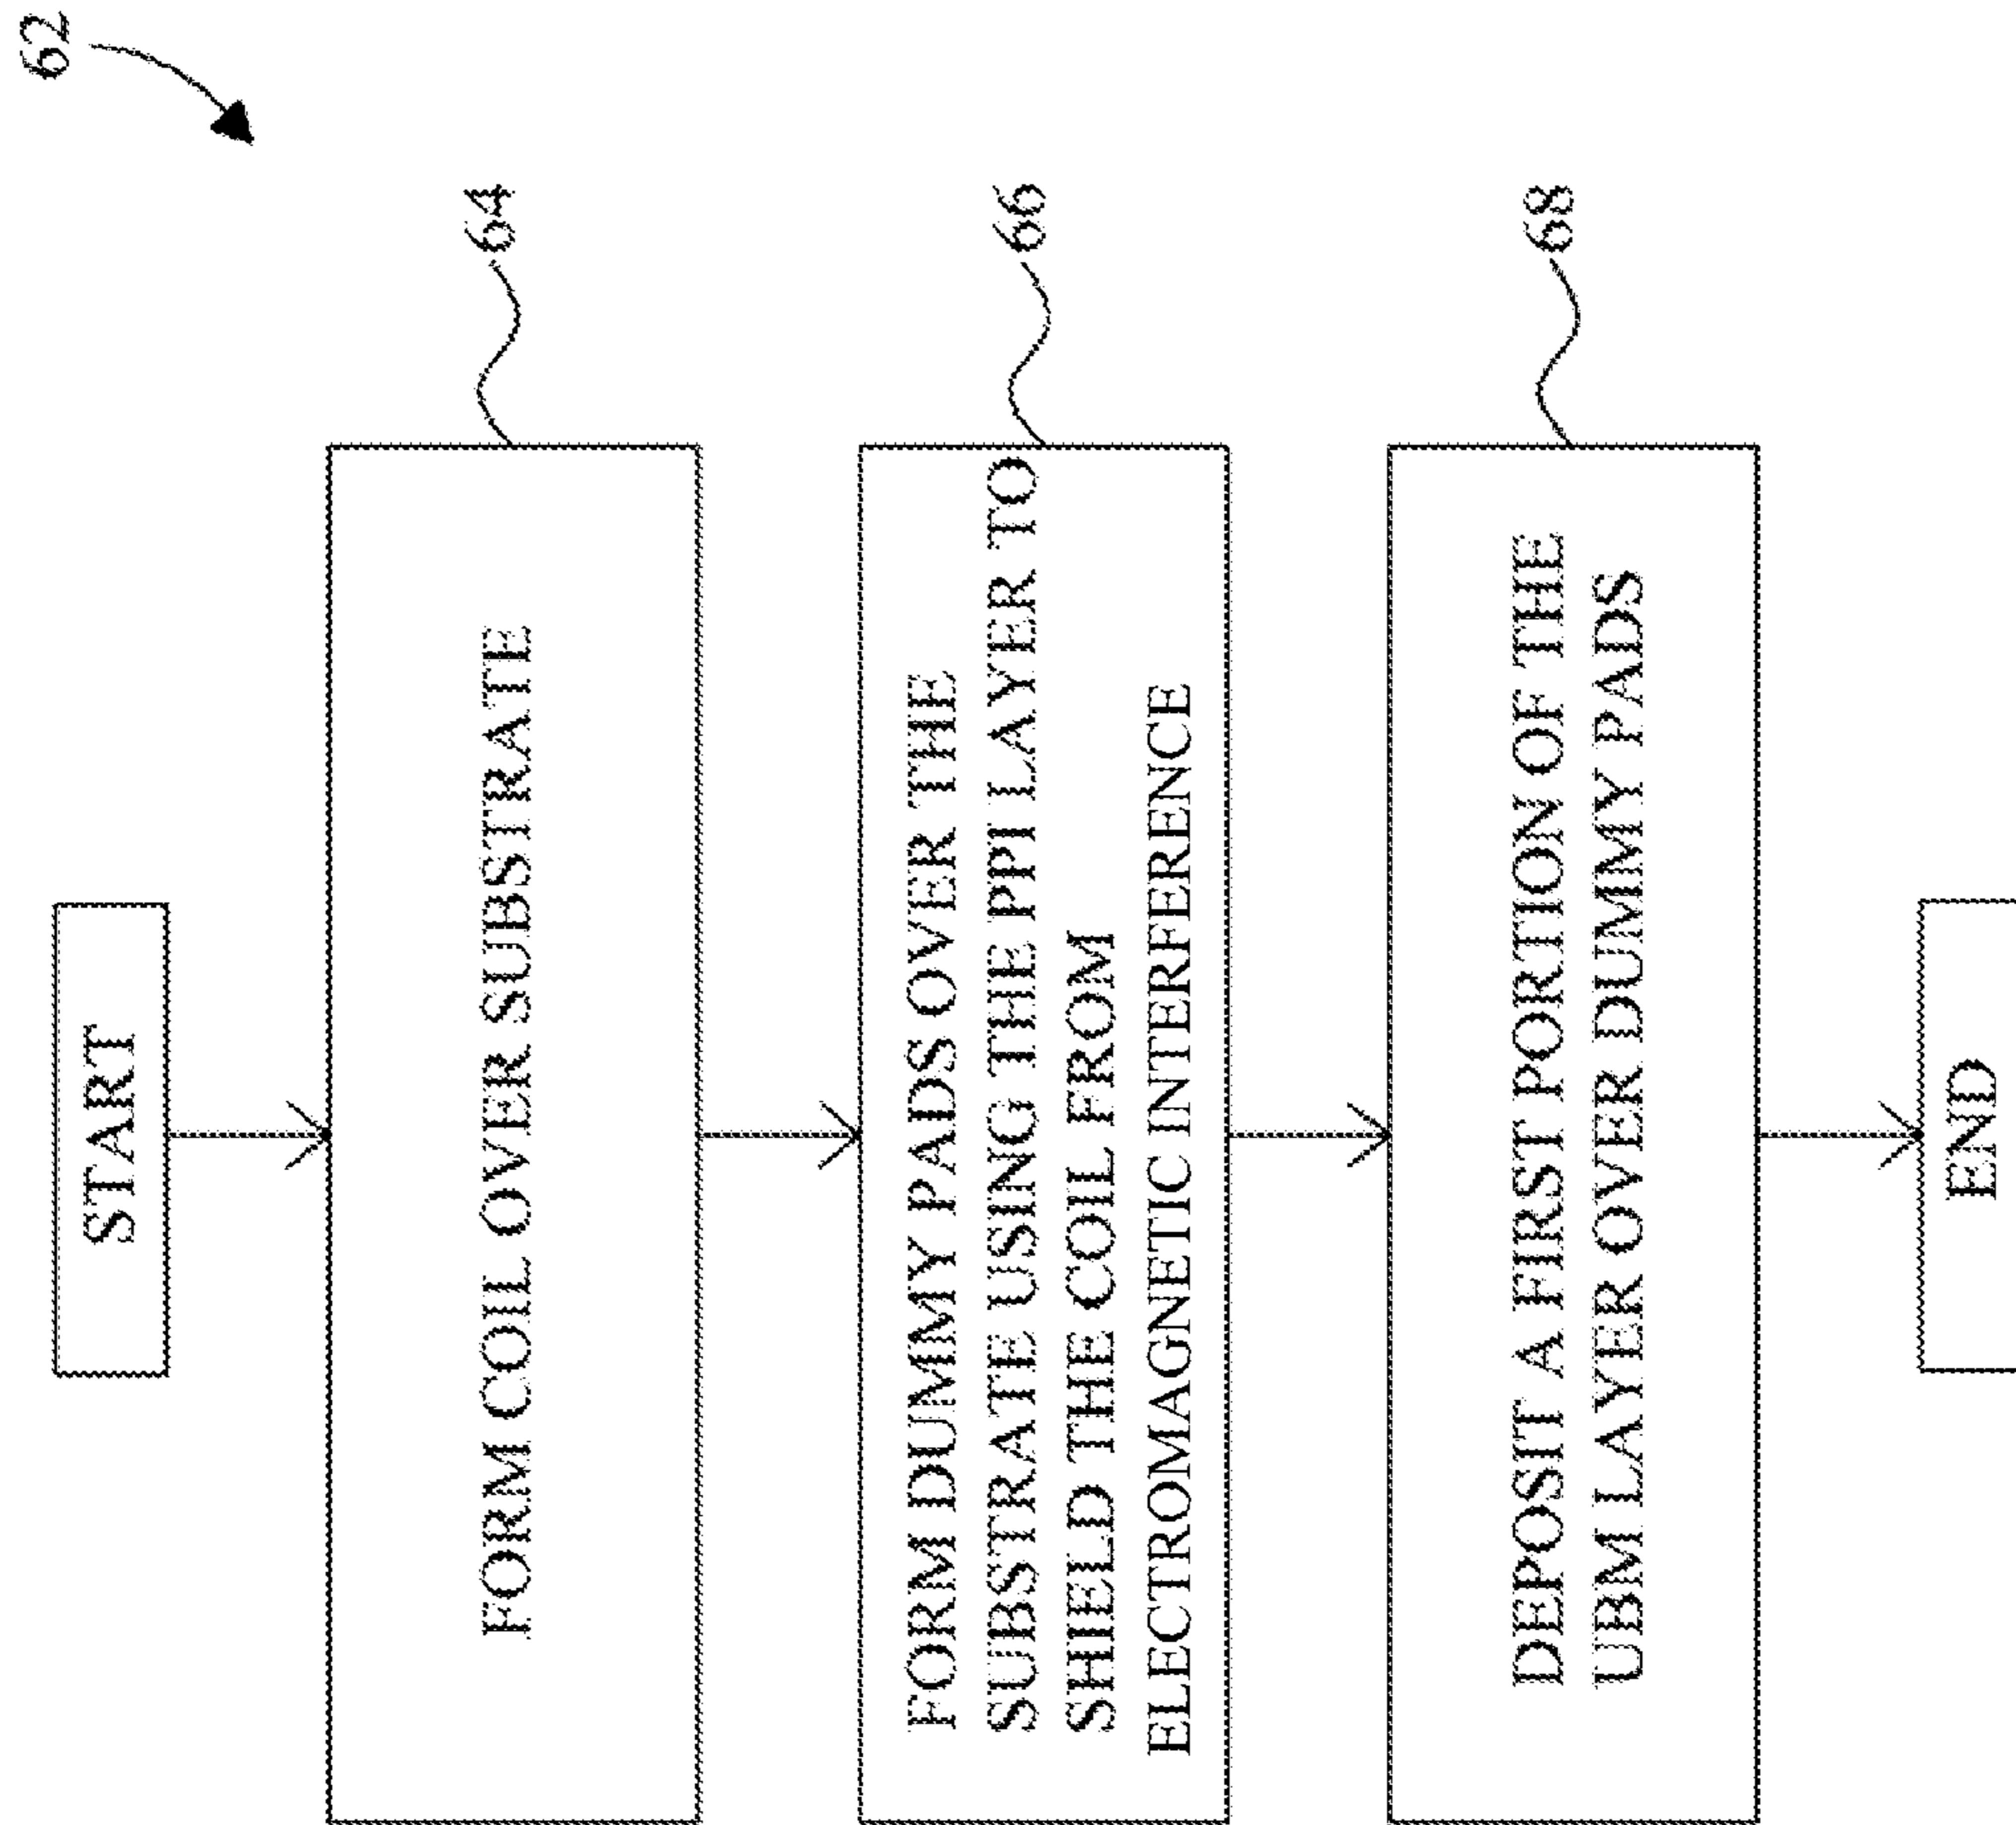 62
START
FORM COIL OVER SUBSTRATE
64
FORM DUMMY PADS OVER THE
SUBSTRATE USING THE PPI LAYER TO
SHIELD THE COIL FROM
ELECTROMAGNETIC INTERFERENCE
66
DEPOSIT A FIRST PORTION OF THE
UBM LAYER OVER DUMMY PADS
68
END